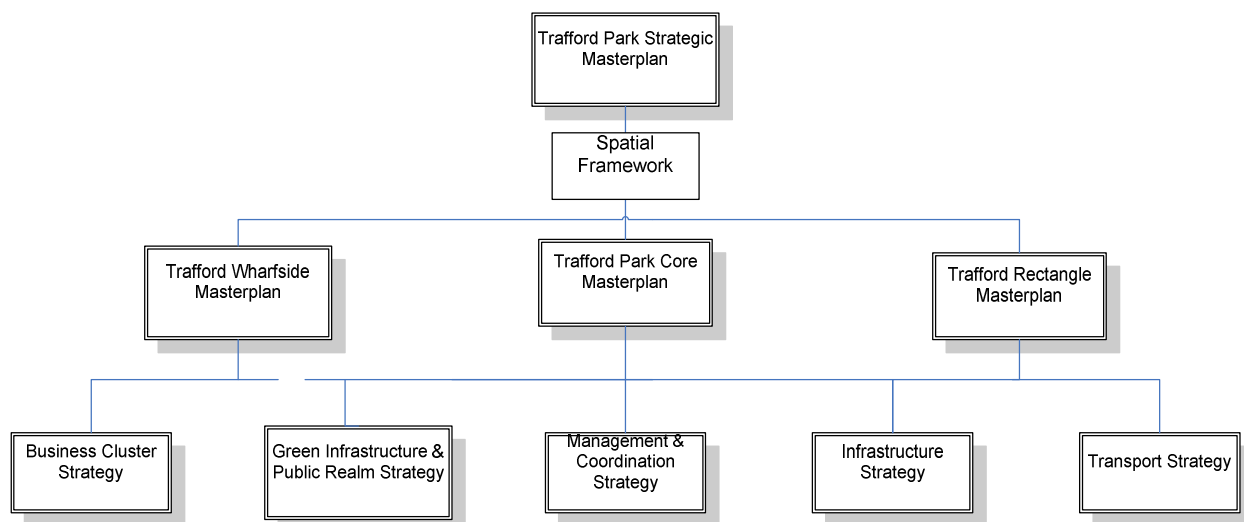 Trafford Park Strategic
Masterplan
Spatial
Framework
Trafford Wharfside
Masterplan
Trafford Park Core
Masterplan
Trafford Rectangle
Masterplan
Business Cluster
Strategy
Green Infrastructure &
Public Realm Strategy
Management &
Coordination
Strategy
Infrastructure
Strategy
Transport Strategy